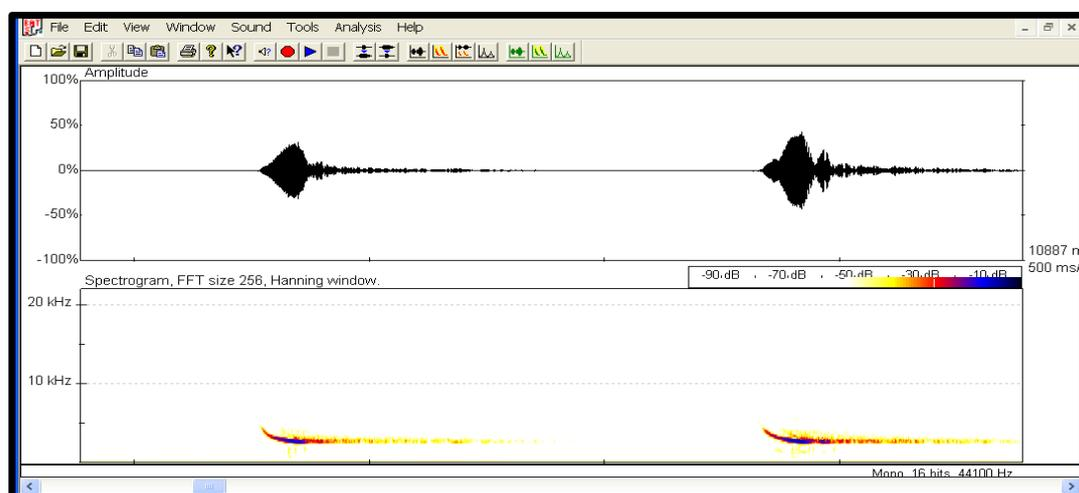 File Edit View Window Sound Tools Analysis Help
Amplitude
100%
50%
0%
-50%
-100%
10887 m
500 ms/
Spectrogram, FFT size 256, Hanning window.
-90 dB -70 dB -50 dB -30 dB -10 dB
20 kHz
10 kHz
Mono, 16 bits, 44100 Hz